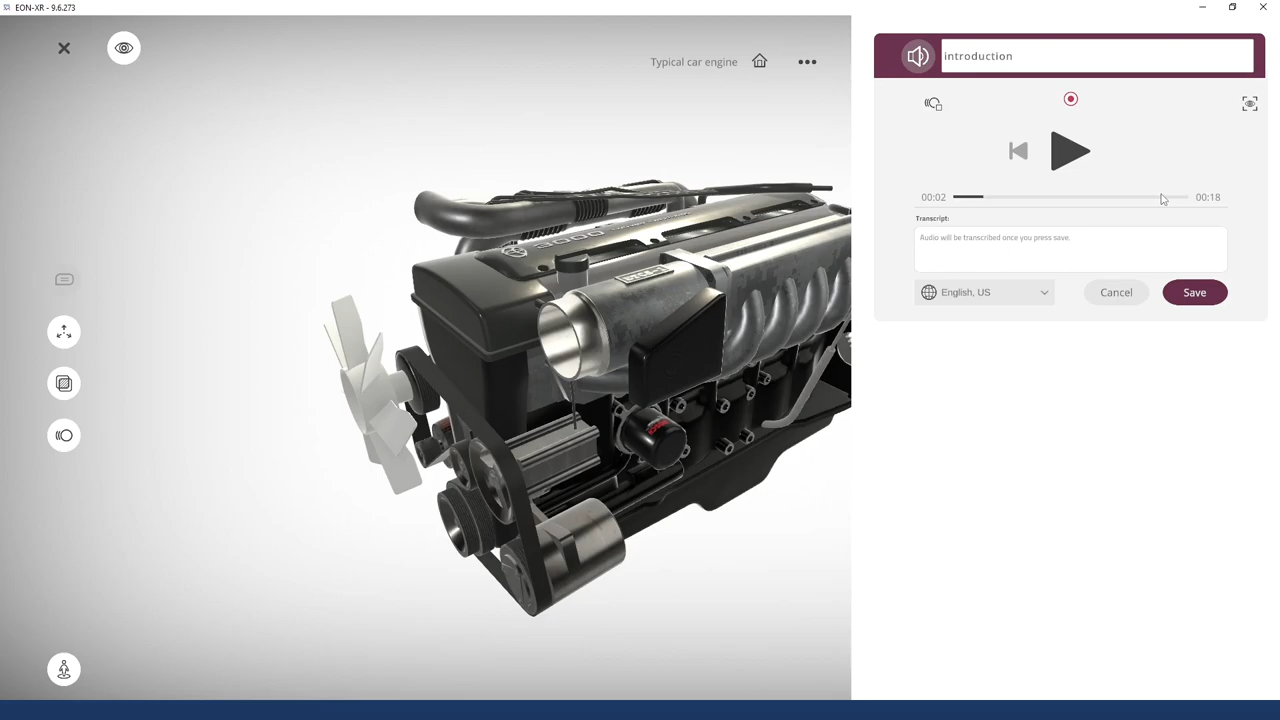 EON-XR - 9.6.273
Typical car engine
introduction
00:02
00:18
Transcript:
Audio will be transcribed once you press save.
English, US
Cancel
Save
3000